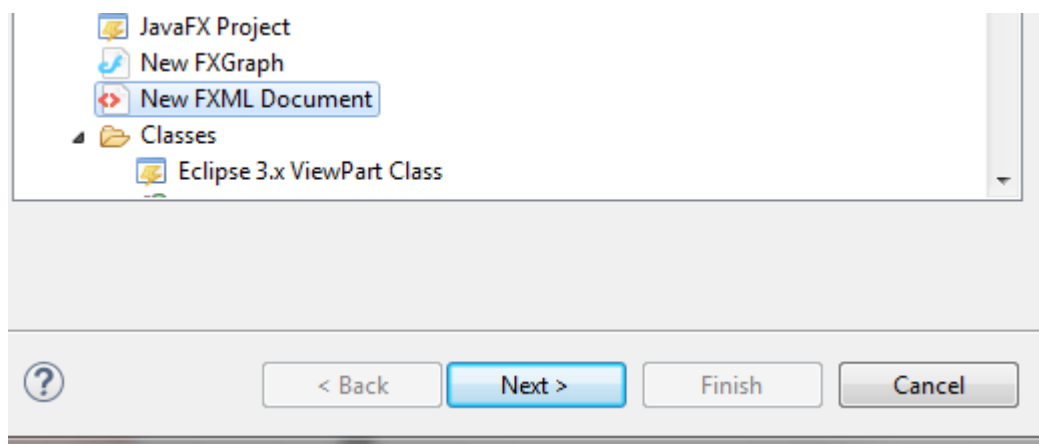 JavaFX Project
New FXGraph
New FXML Document
Classes
Eclipse 3.x ViewPart Class
?
< Back
Next >
Finish
Cancel